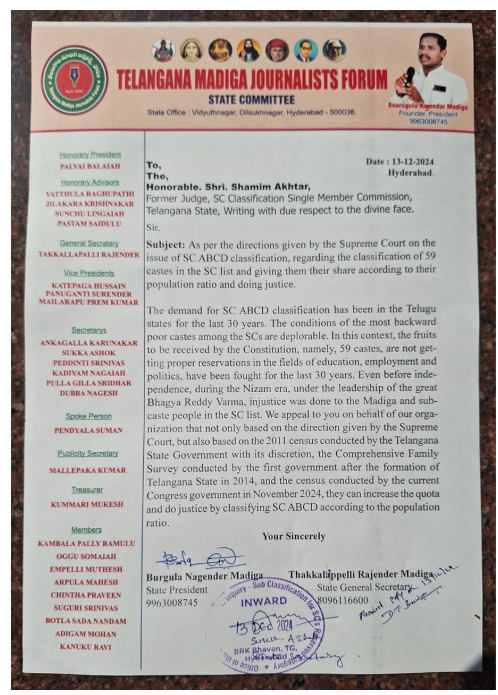 TELANGANA MADIGA JOURNALISTS FORUM
STATE COMMITTEE
State Office : Vidyuthnagar, Dilsukhnagar, Hyderabad - 500036.
Buurugula Nagendar Madiga
Founder, President
9963008745
Honorary President
PALVAI BALAIAH
Honorary Advisors
VATTHULA RAGHUPATHI
JILAKARA KRISHNAKAR
SUNCHU LINGAIAH
PASTAM SAIDULU
General Secratary
TAKKALLAPALLI RAJENDER
Vice Presidents
KATEPAGA HUSSAIN
PANUGANTI SURENDER
MAILARAPU PREM KUMAR
Secretarys
ANKAGALLA KARUNAKAR
SUKKA ASHOK
PEDDINTI SRINIVAS
KADIYAM NAGAIAH
PULLA GILLA SRIDHAR
DUBBA NAGESH
Spoke Person
PENDYALA SUMAN
Publicity Secretary
MALLEPAKA KUMAR
Treasurer
KUMMARI MUKESH
Members
KAMBALA PALLY RAMULU
OGGU SOMAIAH
EMPELLI MUTHESH
ARPULA MAHESH
CHINTHA PRAVEEN
SUGURI SRINIVAS
BOTLA SADA NANDAM
ADIGAM MOHAN
KANUKU RAVI
Date : 13-12-2024
Hyderabad.
To,
The,
Honorable. Shri. Shamim Akhtar,
Former Judge, SC Classification Single Member Commission,
Telangana State, Writing with due respect to the divine face.
Sir.
Subject: As per the directions given by the Supreme Court on the
issue of SC ABCD classification, regarding the classification of 59
castes in the SC list and giving them their share according to their
population ratio and doing justice.
The demand for SC ABCD classification has been in the Telugu
states for the last 30 years. The conditions of the most backward
poor castes among the SCs are deplorable. In this context, the fruits
to be received by the Constitution, namely, 59 castes, are not get-
ting proper reservations in the fields of education, employment and
politics, have been fought for the last 30 years. Even before inde-
pendence, during the Nizam era, under the leadership of the great
Bhagya Reddy Varma, injustice was done to the Madiga and sub-
caste people in the SC list. We appeal to you on behalf of our orga-
nization that not only based on the direction given by the Supreme
Court, but also based on the 2011 census conducted by the Telangana
State Government with its discretion, the Comprehensive Family
Survey conducted by the first government after the formation of
Telangana State in 2014, and the census conducted by the current
Congress government in November 2024, they can increase the quota
and do justice by classifying SC ABCD according to the population
ratio.
Your Sincerely
Burgula Nagender Madiga
State President
9963008745
Thakkalappelli Rajender Madiga
State General Secratary
8096116600
Inquiry - Sub Classification for SCs
INWARD
13 DEC 2024
BRK Bhavan, TG,
Hyderabad